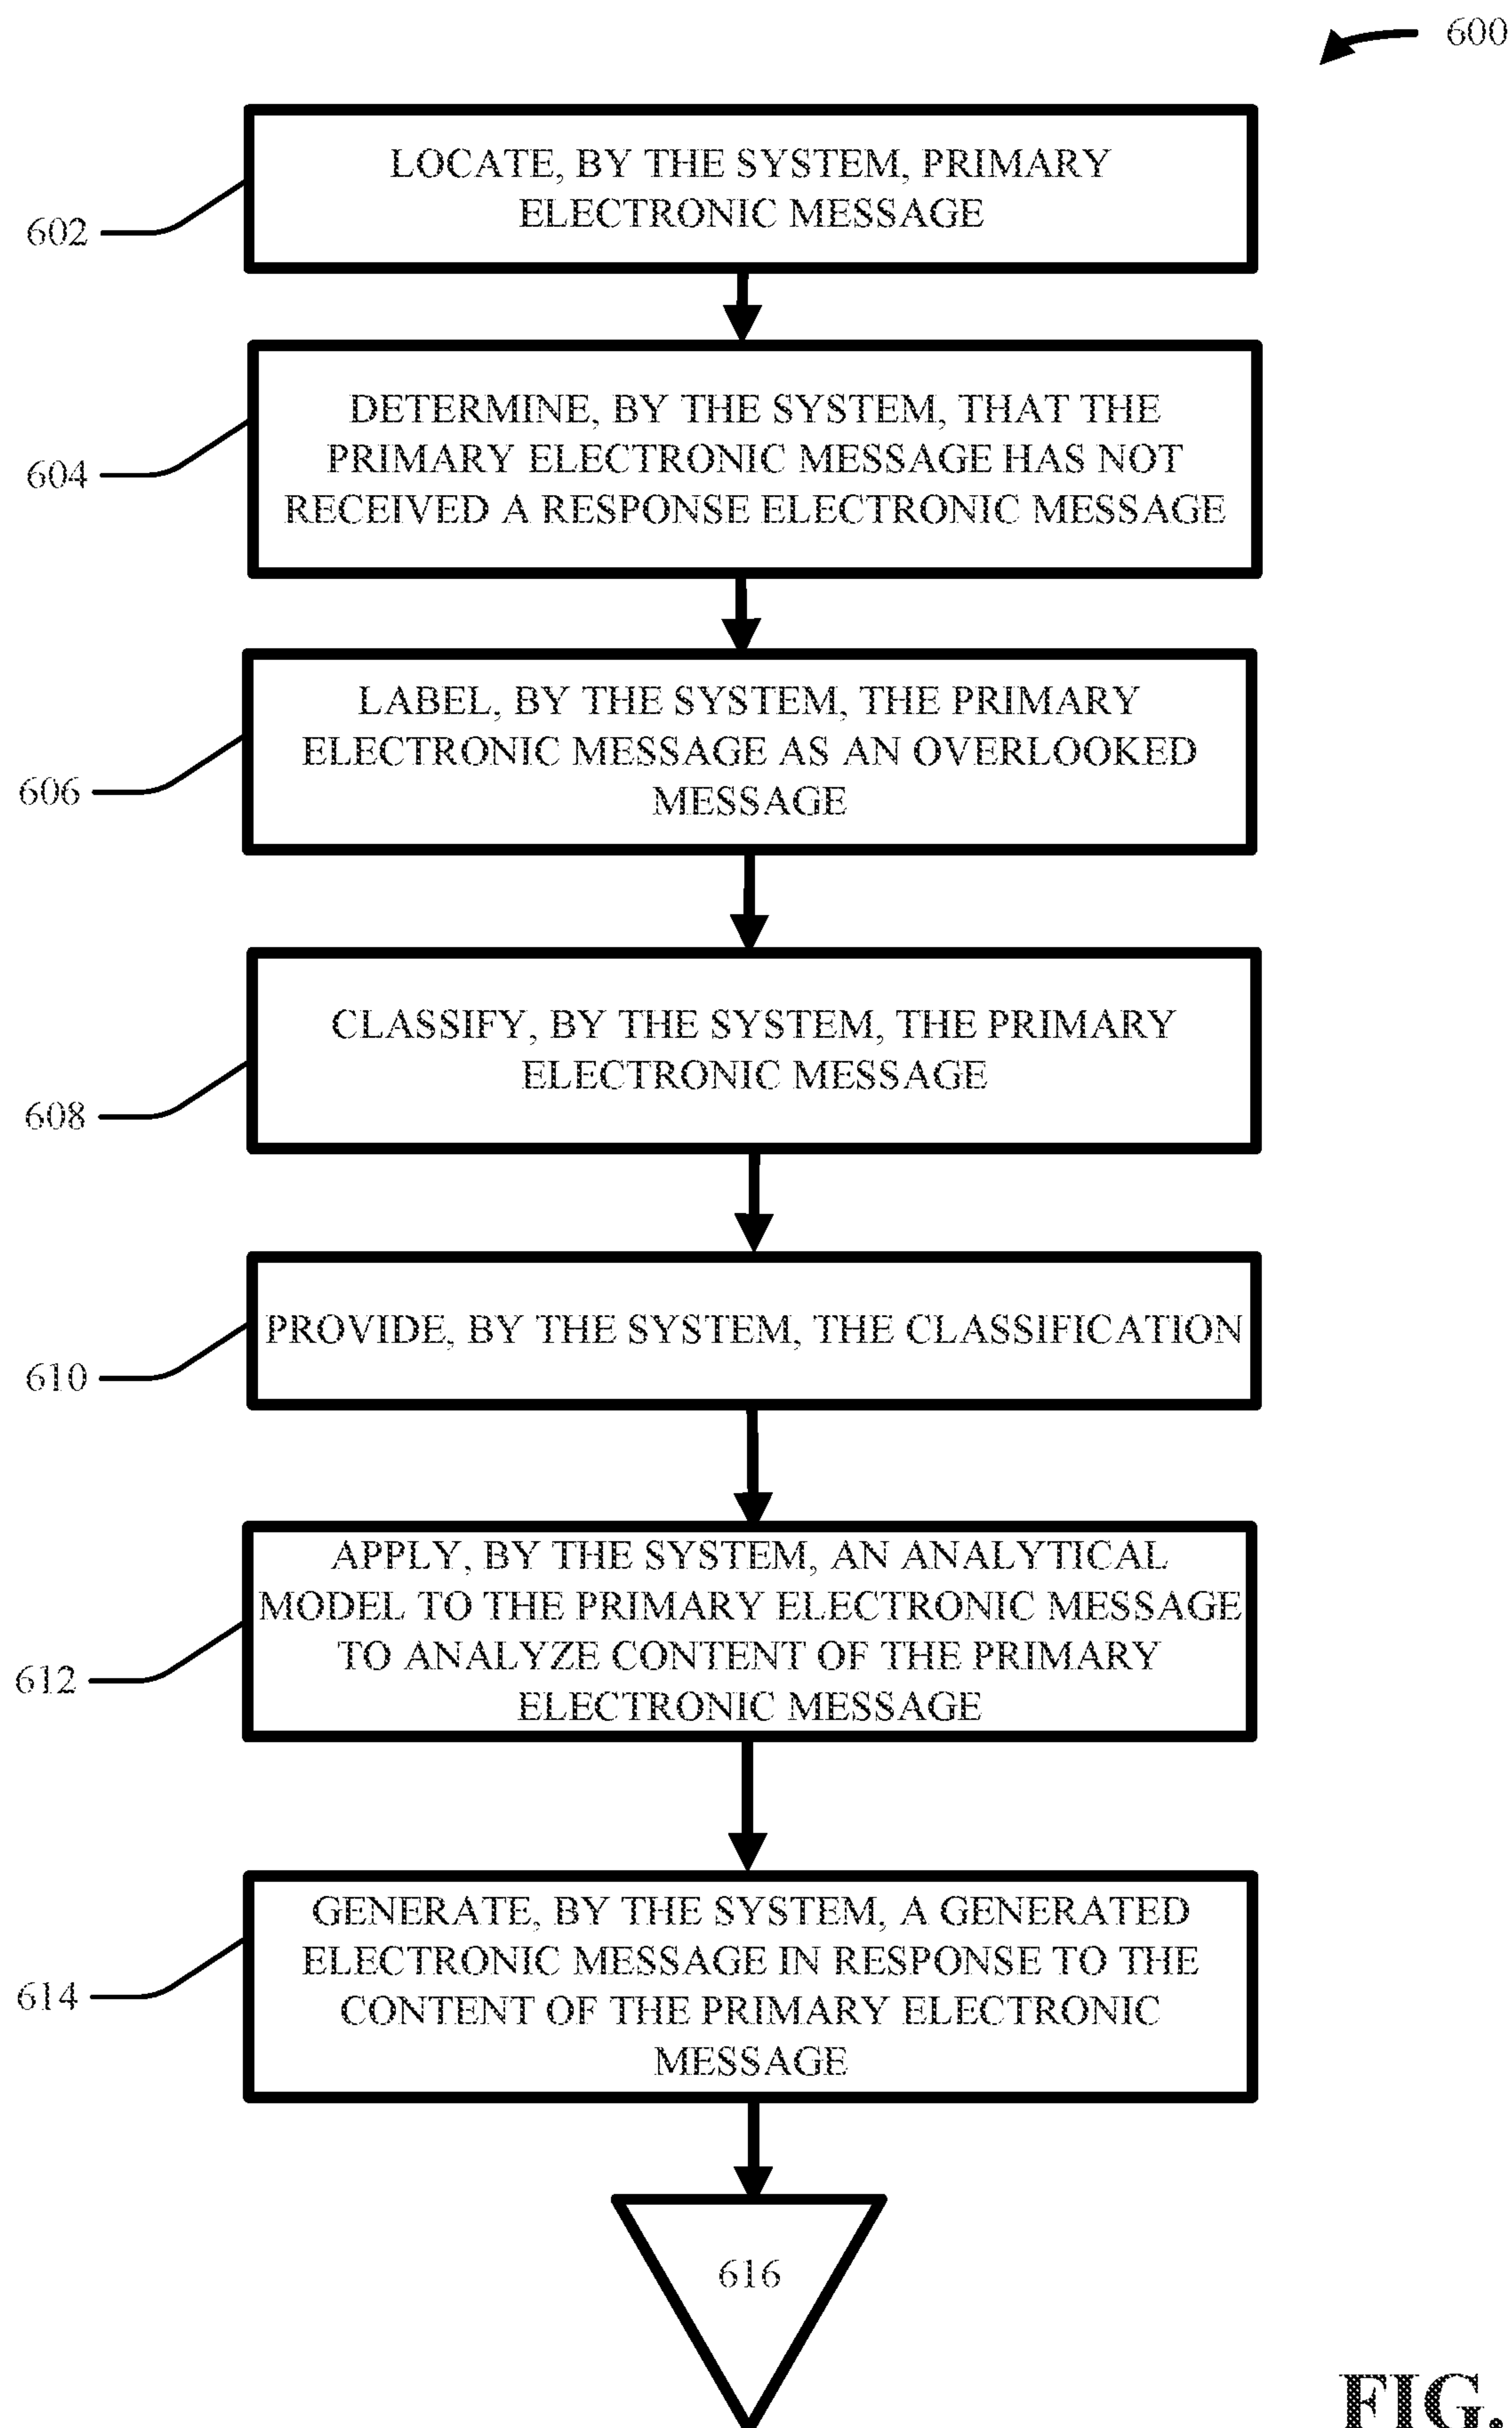 600
LOCATE, BY THE SYSTEM, PRIMARY
ELECTRONIC MESSAGE
602
DETERMINE, BY THE SYSTEM, THAT THE
PRIMARY ELECTRONIC MESSAGE HAS NOT
RECEIVED A RESPONSE ELECTRONIC MESSAGE
604
LABEL, BY THE SYSTEM, THE PRIMARY
ELECTRONIC MESSAGE AS AN OVERLOOKED
MESSAGE
606
CLASSIFY, BY THE SYSTEM, THE PRIMARY
ELECTRONIC MESSAGE
608
PROVIDE, BY THE SYSTEM, THE CLASSIFICATION
610
APPLY, BY THE SYSTEM, AN ANALYTICAL
MODEL TO THE PRIMARY ELECTRONIC MESSAGE
TO ANALYZE CONTENT OF THE PRIMARY
ELECTRONIC MESSAGE
612
GENERATE, BY THE SYSTEM, A GENERATED
ELECTRONIC MESSAGE IN RESPONSE TO THE
CONTENT OF THE PRIMARY ELECTRONIC
MESSAGE
614
616
FIG.